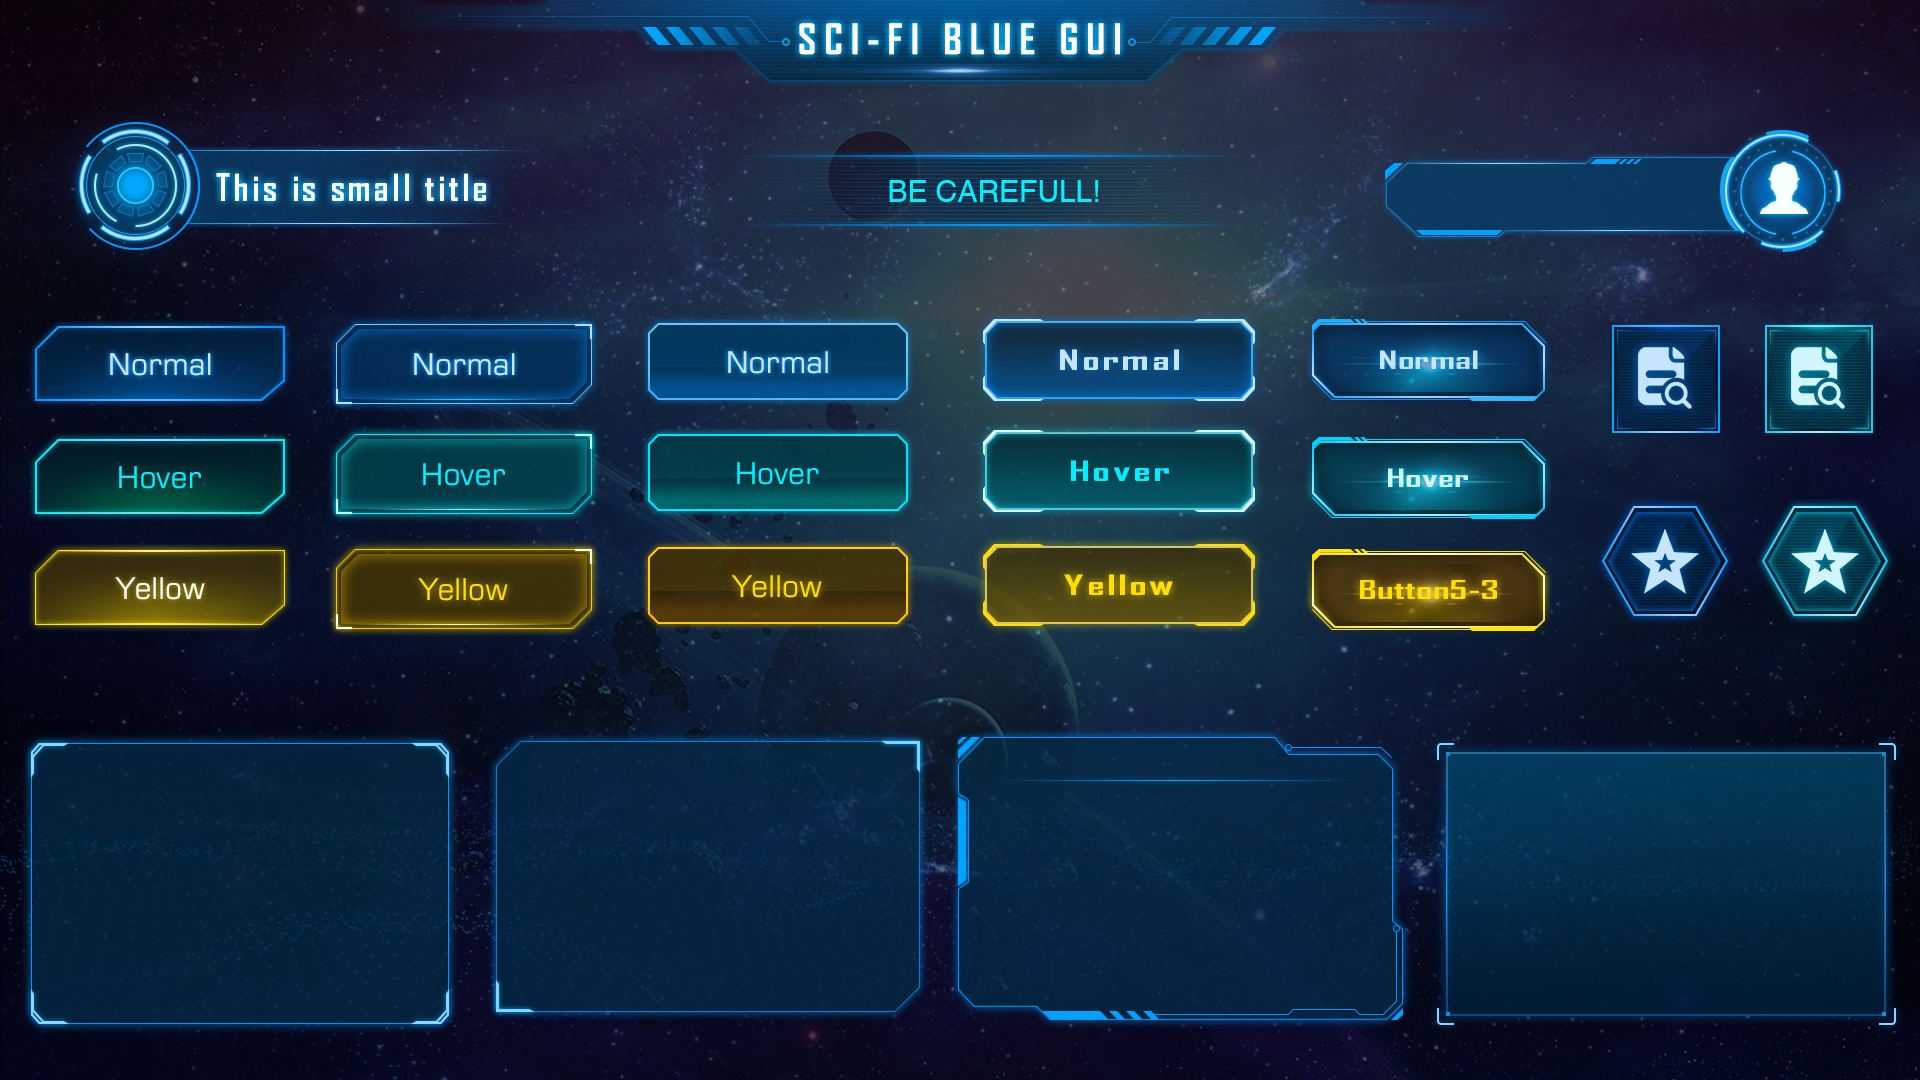 SCI-FI BLUE GUI
This is small title
BE CAREFULL!
Normal
Normal
Normal
Normal
Normal
Hover
Hover
Hover
Hover
Hover
Yellow
Yellow
Yellow
Yellow
Button5-3